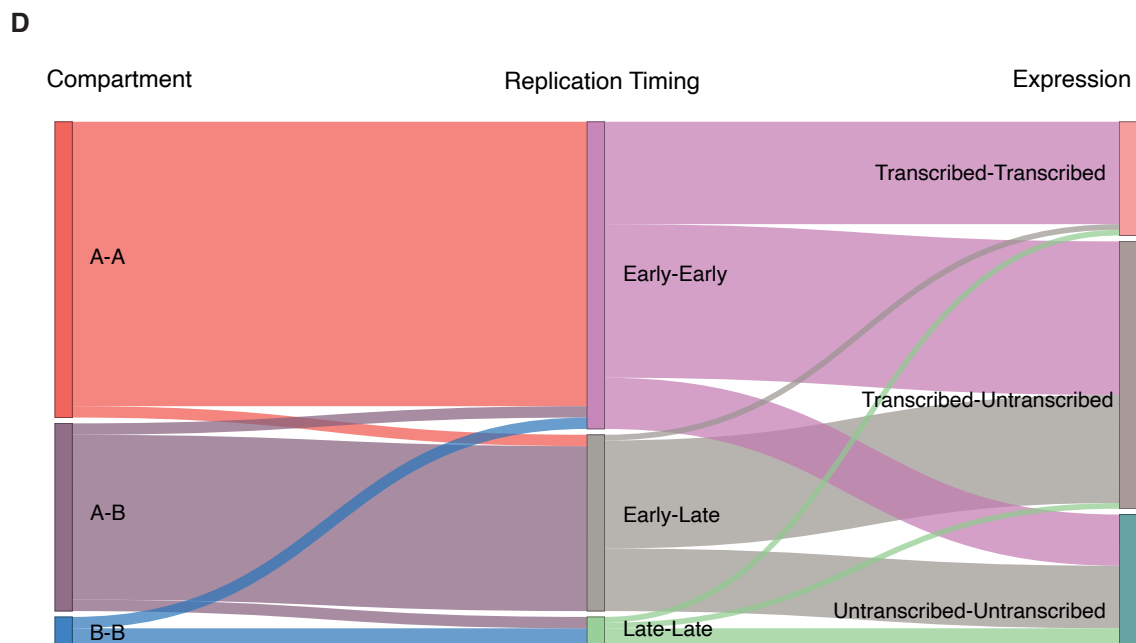 D
Compartment
Replication Timing
Expression
Transcribed-Transcribed
A-A
Early-Early
Transcribed-Untranscribed
A-B
Early-Late
Untranscribed-Untranscribed
B-B
Late-Late